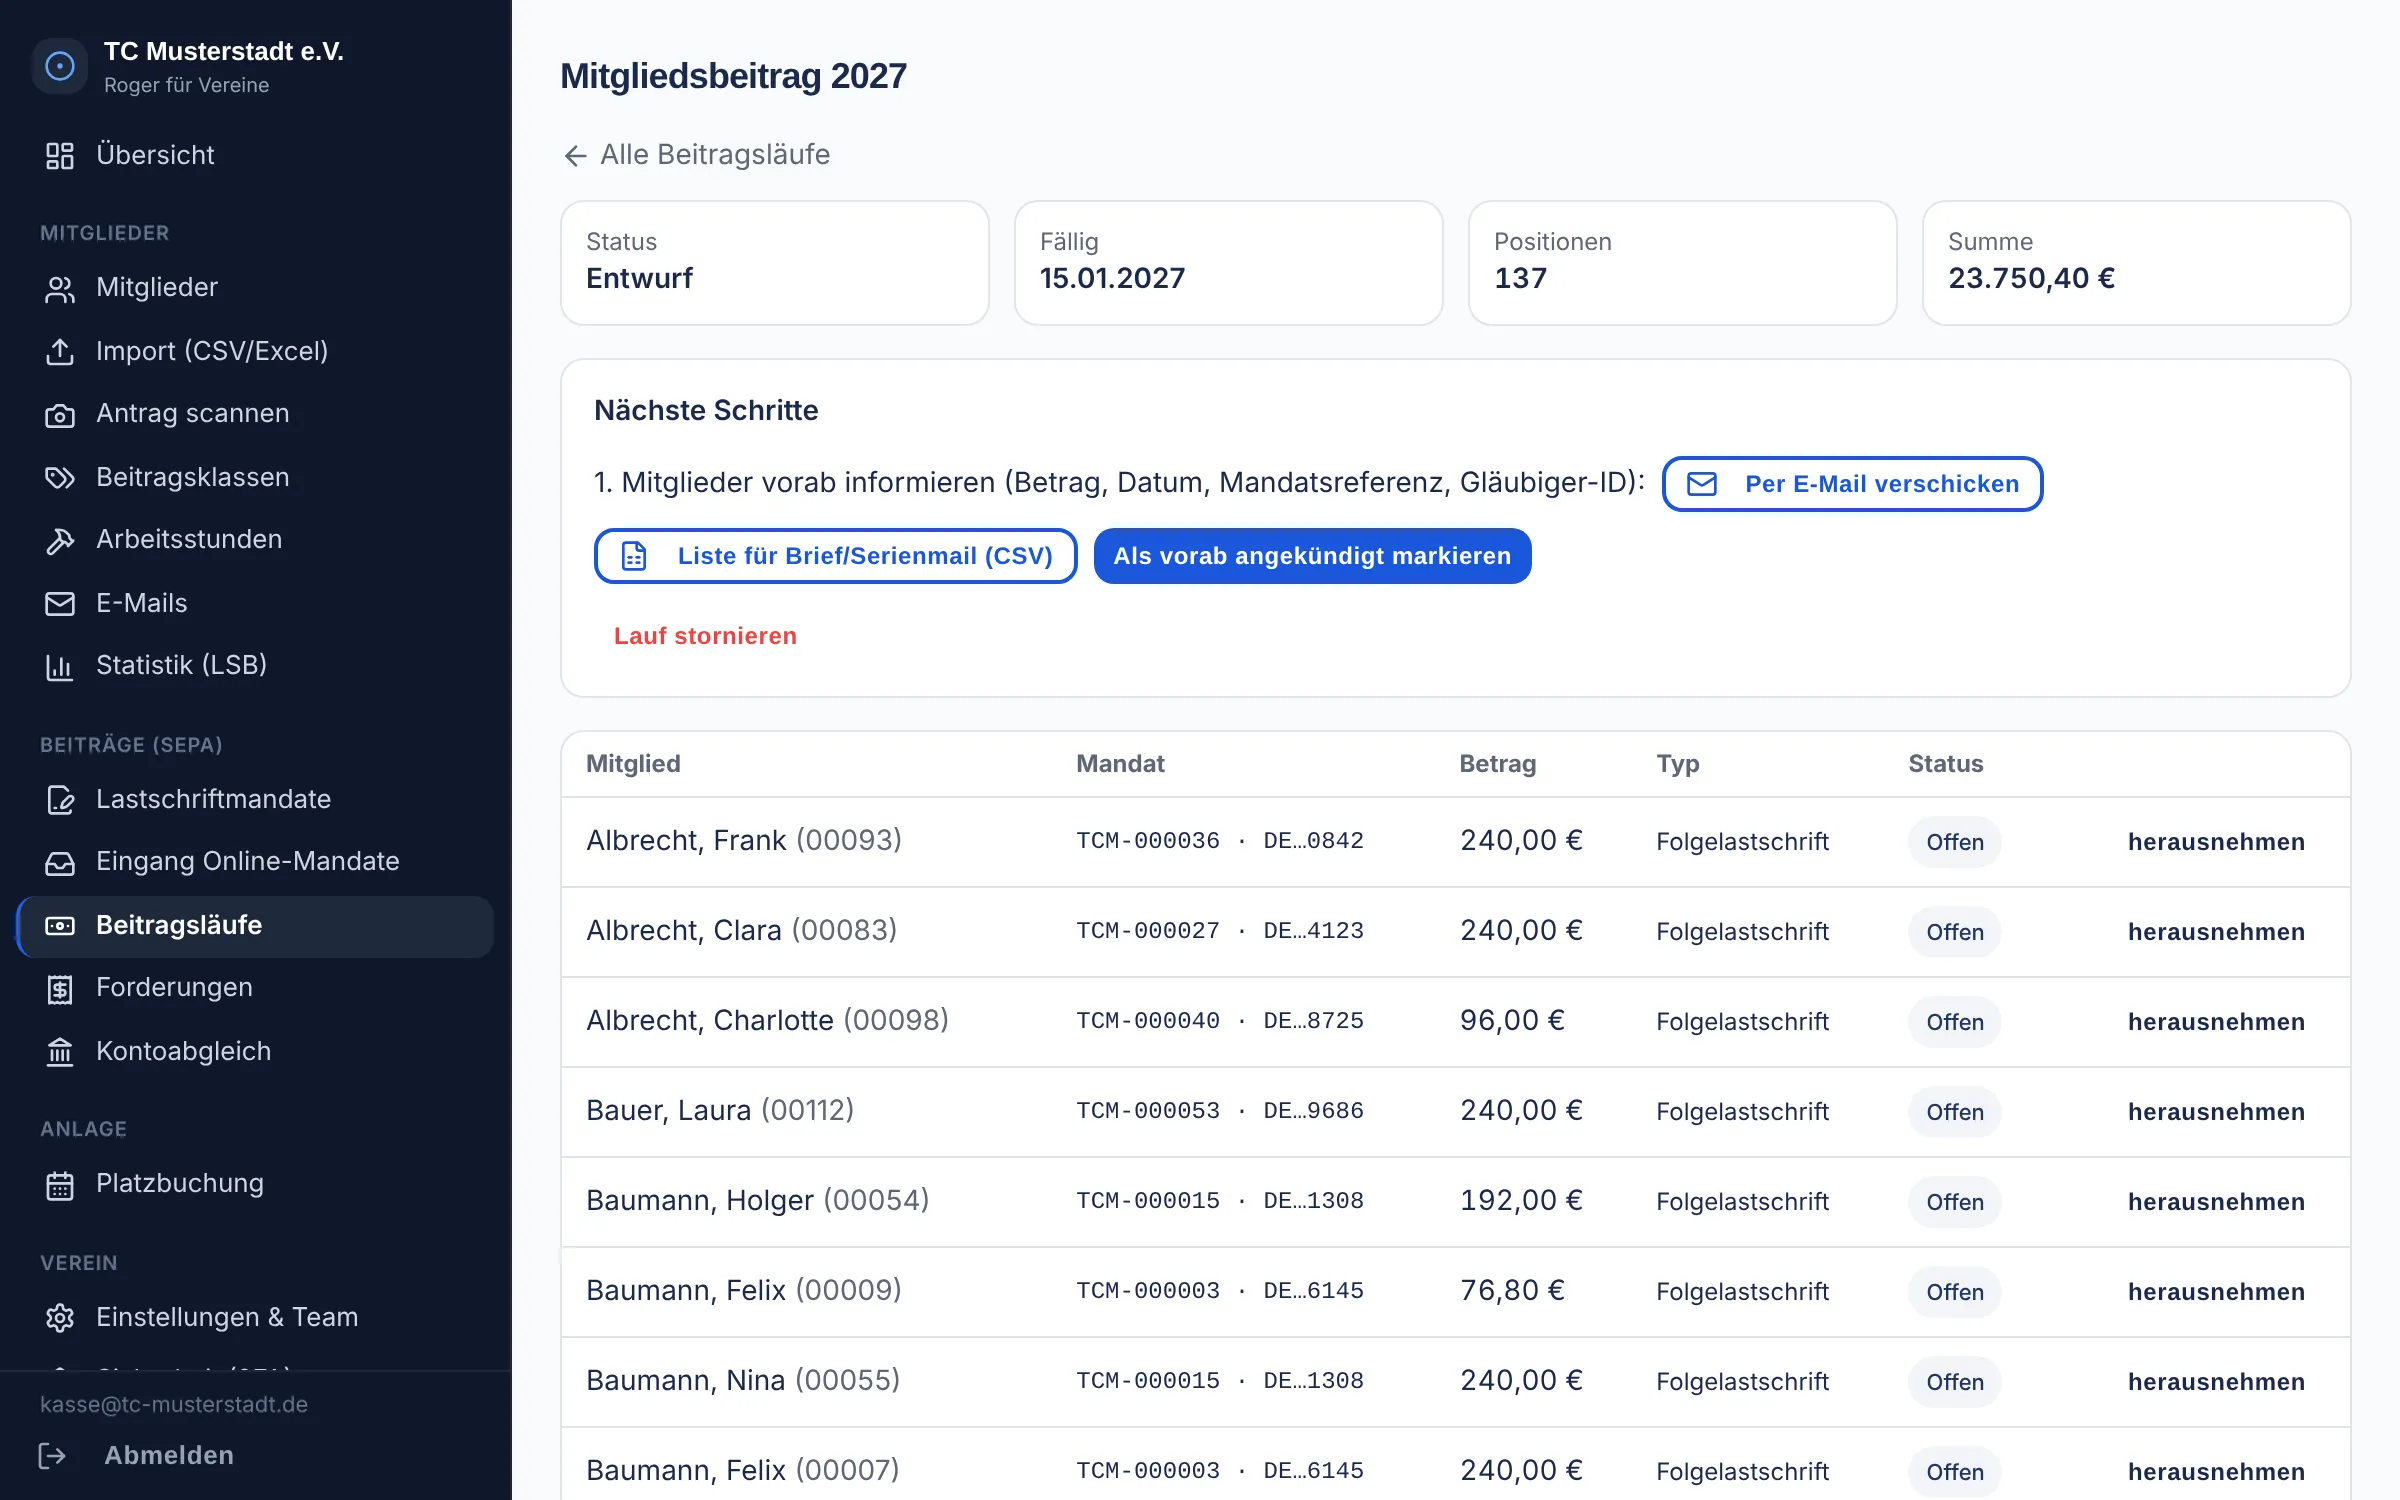 TC Musterstadt e.V.
Roger für Vereine
Übersicht
MITGLIEDER
Mitglieder
Import (CSV/Excel)
Antrag scannen
Beitragsklassen
Arbeitsstunden
E-Mails
Statistik (LSB)
BEITRÄGE (SEPA)
Lastschriftmandate
Eingang Online-Mandate
Beitragsläufe
Forderungen
Kontoabgleich
ANLAGE
Platzbuchung
VEREIN
Einstellungen & Team
kasse@tc-musterstadt.de
Abmelden
Mitgliedsbeitrag 2027
← Alle Beitragsläufe
Status
Entwurf
Fällig
15.01.2027
Positionen
137
Summe
23.750,40 €
Nächste Schritte
1. Mitglieder vorab informieren (Betrag, Datum, Mandatsreferenz, Gläubiger-ID): Per E-Mail verschicken
Liste für Brief/Serienmail (CSV) Als vorab angekündigt markieren
Lauf stornieren
Mitglied Mandat Betrag Typ Status
Albrecht, Frank (00093) TCM-000036 · DE…0842 240,00 € Folgelastschrift Offen herausnehmen
Albrecht, Clara (00083) TCM-000027 · DE…4123 240,00 € Folgelastschrift Offen herausnehmen
Albrecht, Charlotte (00098) TCM-000040 · DE…8725 96,00 € Folgelastschrift Offen herausnehmen
Bauer, Laura (00112) TCM-000053 · DE…9686 240,00 € Folgelastschrift Offen herausnehmen
Baumann, Holger (00054) TCM-000015 · DE…1308 192,00 € Folgelastschrift Offen herausnehmen
Baumann, Felix (00009) TCM-000003 · DE…6145 76,80 € Folgelastschrift Offen herausnehmen
Baumann, Nina (00055) TCM-000015 · DE…1308 240,00 € Folgelastschrift Offen herausnehmen
Baumann, Felix (00007) TCM-000003 · DE…6145 240,00 € Folgelastschrift Offen herausnehmen